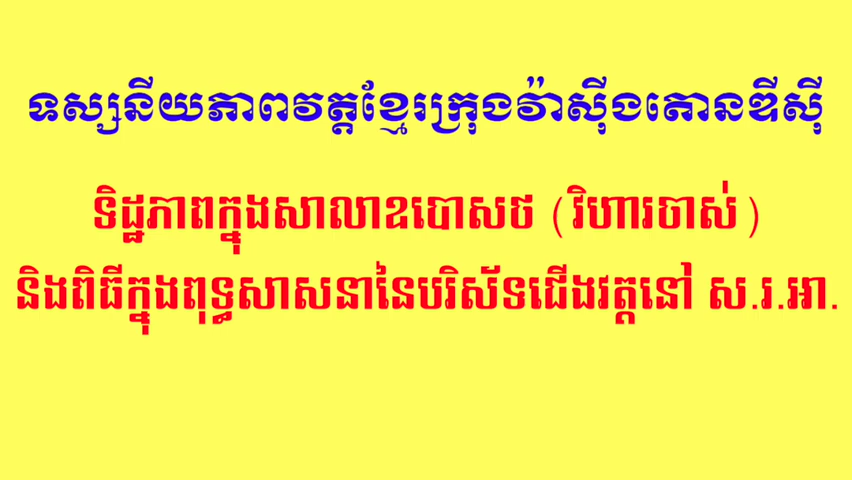 ទស្សនីយភាពវត្តខ្មែរក្រុងវ៉ាស៊ីងតោនឌីស៊ី
ទិដ្ឋភាពក្នុងសាលាឧបោសថ (វិហារចាស់)
និងពិធីក្នុងពុទ្ធសាសនានៃបរិស័ទជើងវត្តនៅ ស.រ.អា.